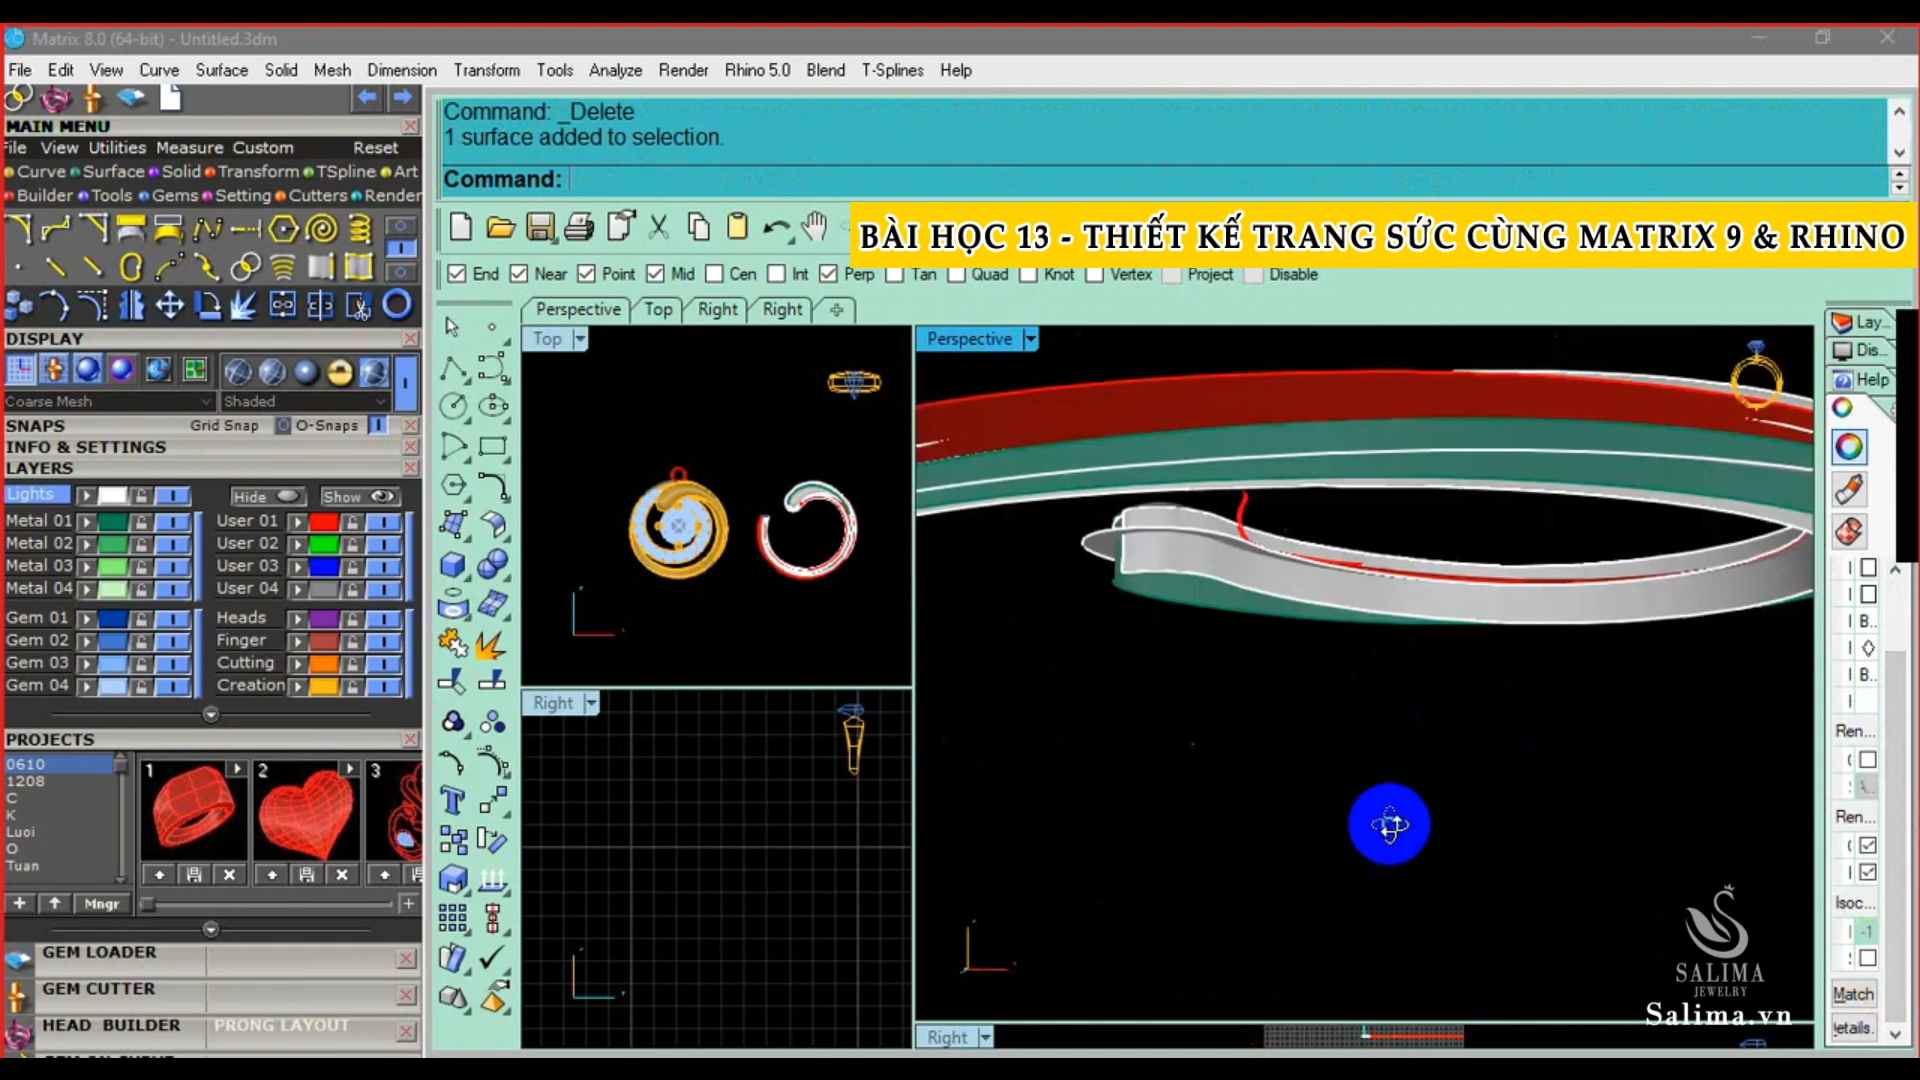 Matrix 8.0 (64-bit) - Untitled.3dm
File Edit View Curve Surface Solid Mesh Dimension Transform Tools Analyze Render Rhino 5.0 Blend T-Splines Help
Command: _Delete
1 surface added to selection.
Command:
BÀI HỌC 13 - THIẾT KẾ TRANG SỨC CÙNG MATRIX 9 & RHINO
End Near Point Mid Cen Int Perp Tan Quad Knot Vertex Project Disable
Perspective Top Right Right
MAIN MENU
File View Utilities Measure Custom Reset
Curve Surface Solid Transform TSpline Art
Builder Tools Gems Setting Cutters Render
DISPLAY
Coarse Mesh Shaded
SNAPS Grid Snap O-Snaps
INFO & SETTINGS
LAYERS
Lights Hide Show
Metal 01 User 01
Metal 02 User 02
Metal 03 User 03
Metal 04 User 04
Gem 01 Heads
Gem 02 Finger
Gem 03 Cutting
Gem 04 Creation
PROJECTS
0610
1208
C
K
Luoi
O
Tuan
1 2 3
Mngr
GEM LOADER
GEM CUTTER
HEAD BUILDER PRONG LAYOUT
Top
Perspective
Right
Right
Lay...
Dis...
Help
B..
B..
Ren...
Ren...
Isoc...
-1
Match
SALIMA
JEWELRY
Salima.vn